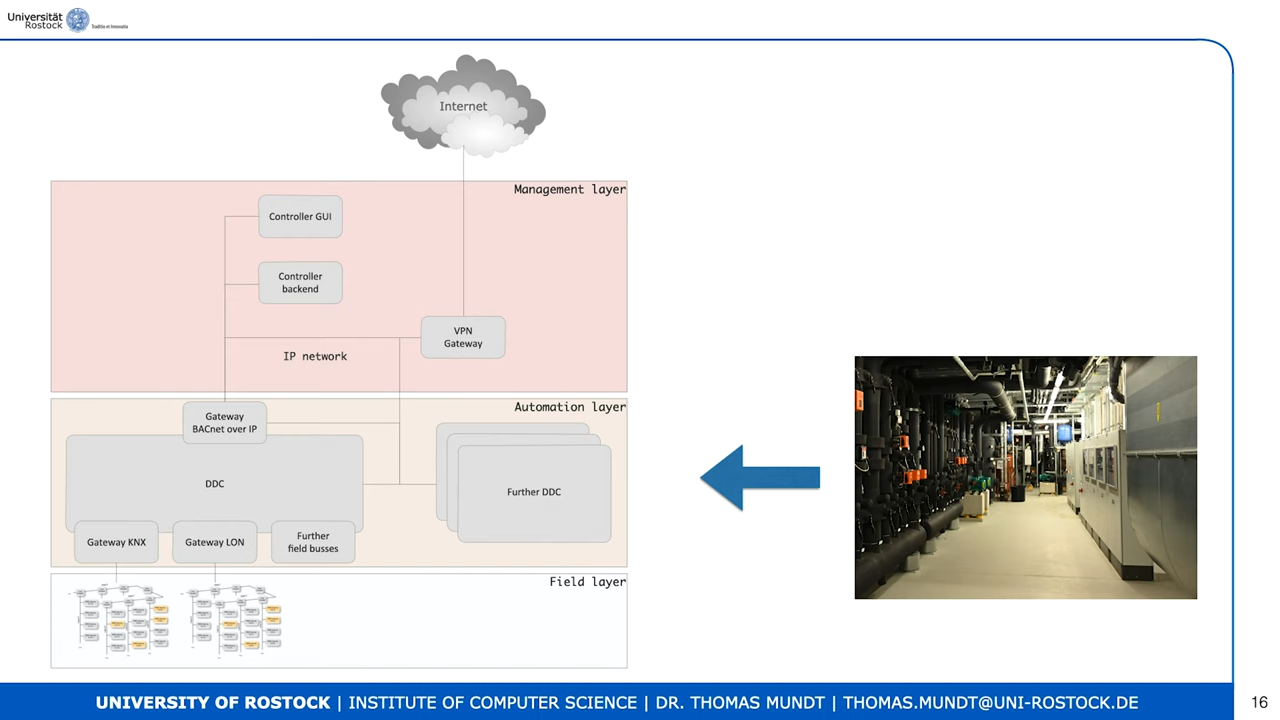 Universität
Rostock
Traditio et Innovatio
Internet
Management layer
Controller GUI
Controller
backend
VPN
Gateway
IP network
Automation layer
Gateway
BACnet over IP
DDC
Further DDC
Gateway KNX
Gateway LON
Further
field busses
Field layer
UNIVERSITY OF ROSTOCK | INSTITUTE OF COMPUTER SCIENCE | DR. THOMAS MUNDT | THOMAS.MUNDT@UNI-ROSTOCK.DE
16